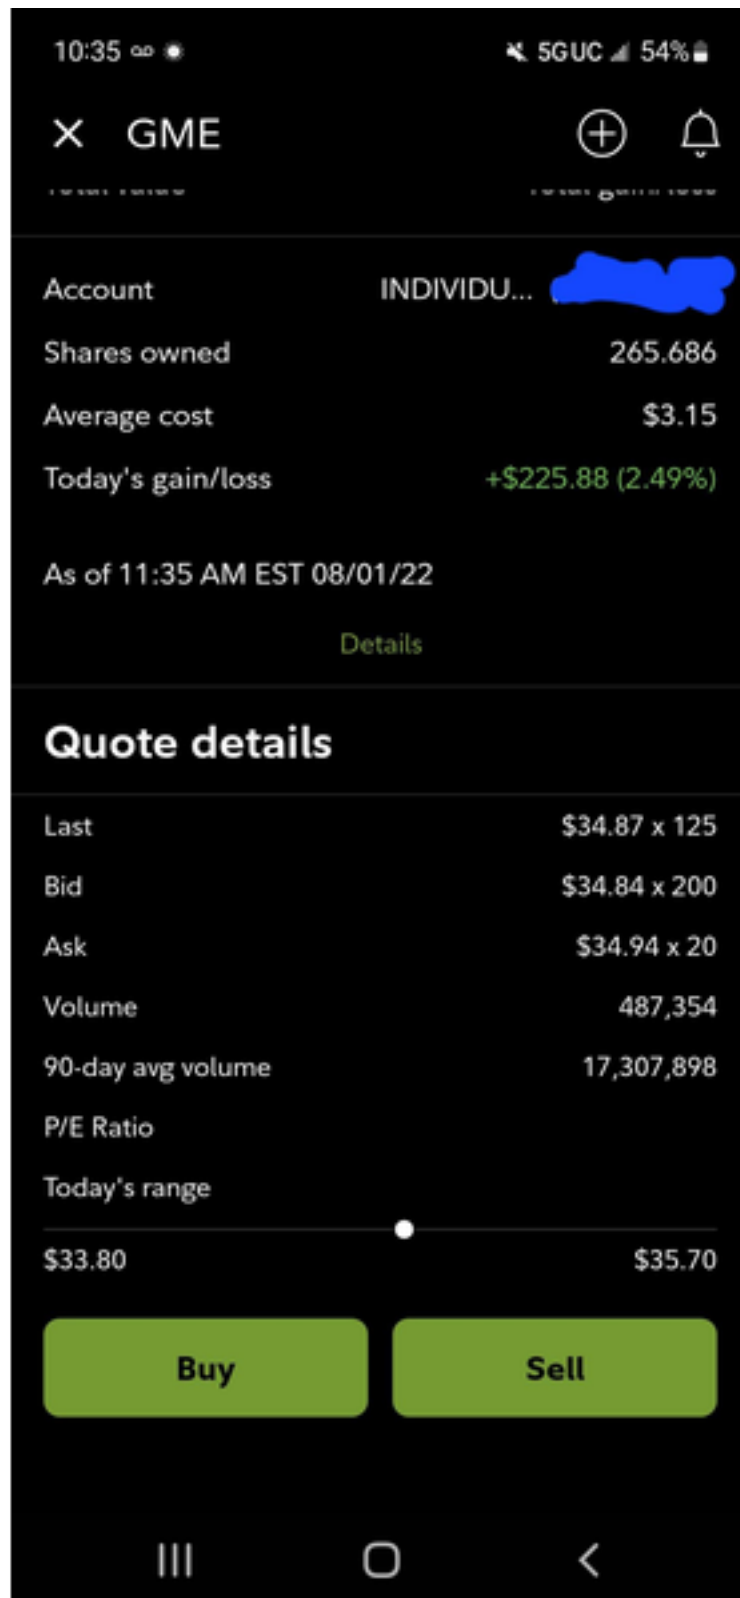 10:35 5GUC 54%
GME
Account INDIVIDU...
Shares owned 265.686
Average cost $3.15
Today's gain/loss +$225.88 (2.49%)
As of 11:35 AM EST 08/01/22
Details
Quote details
Last $34.87 x 125
Bid $34.84 x 200
Ask $34.94 x 20
Volume 487,354
90-day avg volume 17,307,898
P/E Ratio
Today's range
$33.80 $35.70
Buy Sell